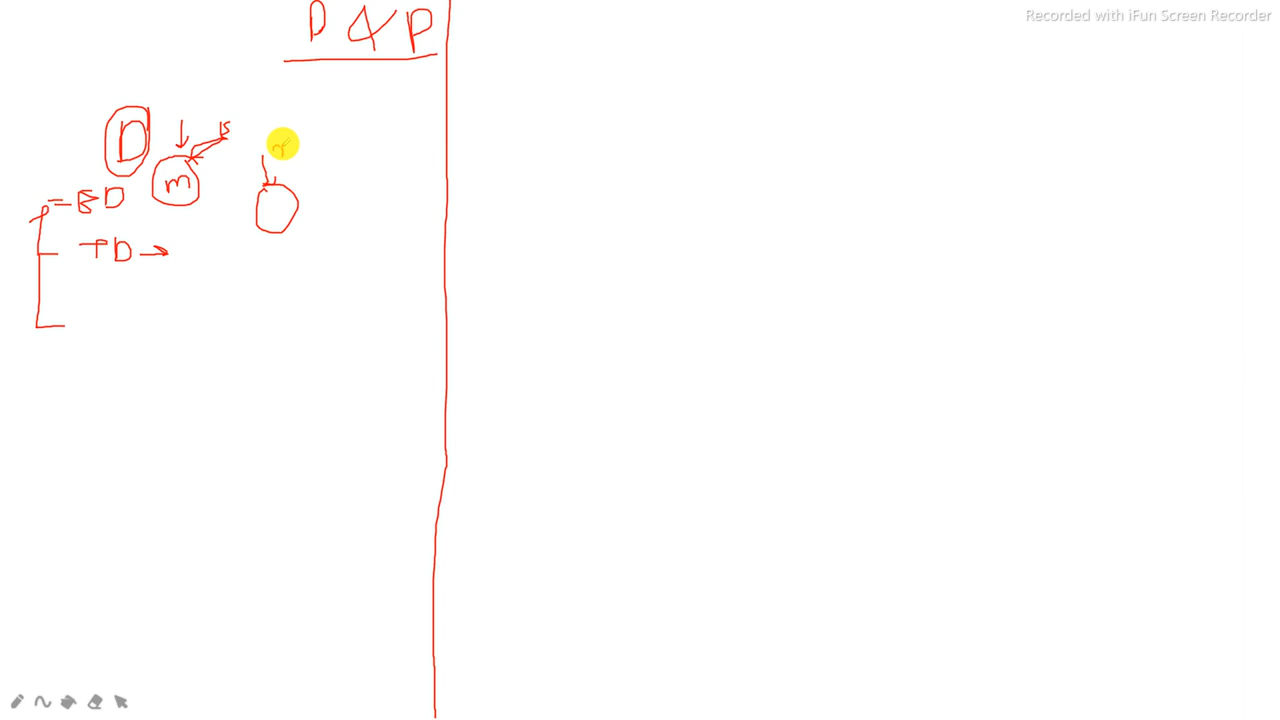 Recorded with iFun Screen Recorder
D & P
D
B
m
= BD
TD →